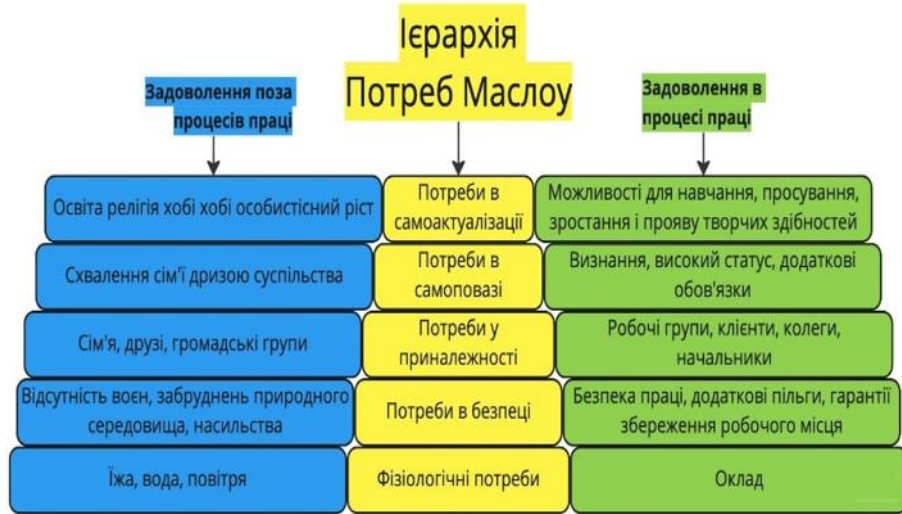 Ієрархія
Потреб Маслоу
Задоволення поза
процесів праці
Задоволення в
процесі праці
Освіта релігія хобі хобі особистісний ріст
Потреби в
самоактуалізації
Можливості для навчання, просування,
зростання і прояву творчих здібностей
Схвалення сім'ї дризою суспільства
Потреби в
самоповазі
Визнання, високий статус, додаткові
обов'язки
Сім'я, друзі, громадські групи
Потреби у
приналежності
Робочі групи, клієнти, колеги,
начальники
Відсутність воєн, забруднень природного
середовища, насильства
Потреби в безпеці
Безпека праці, додаткові пільги, гарантії
збереження робочого місця
Їжа, вода, повітря
Фізіологічні потреби
Оклад